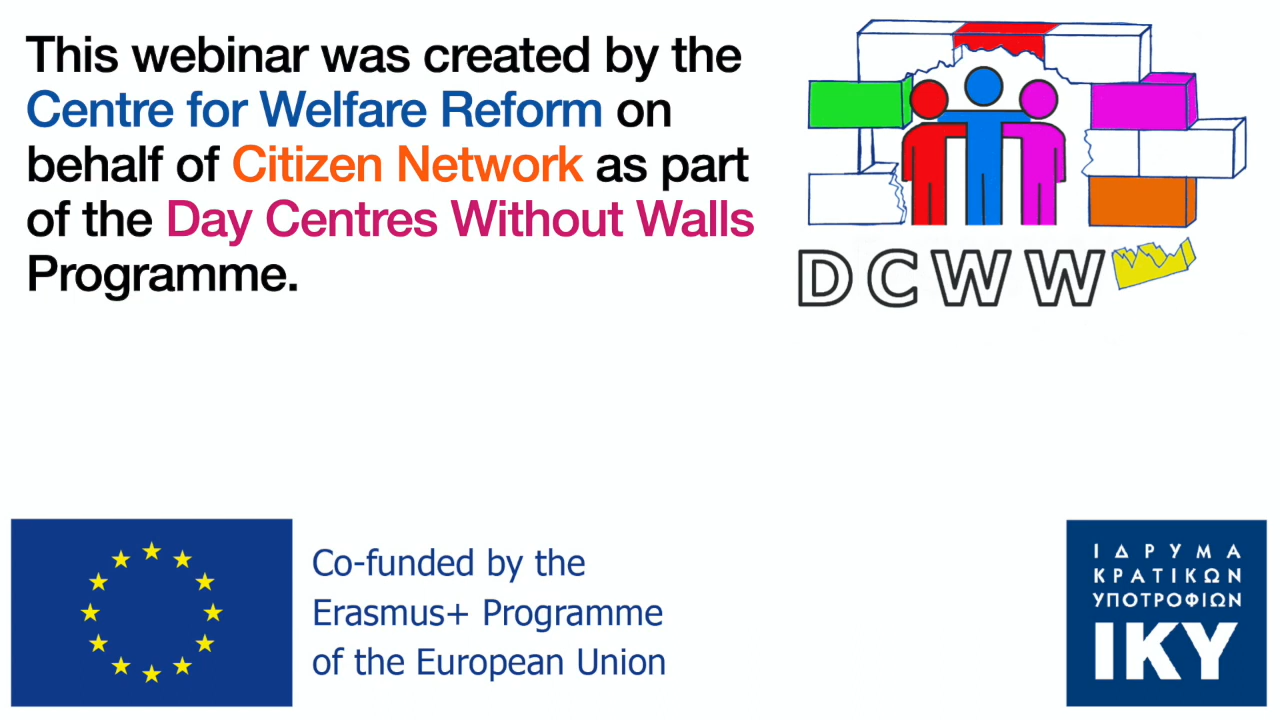 This webinar was created by the
Centre for Welfare Reform on
behalf of Citizen Network as part
of the Day Centres Without Walls
Programme.
DCWW
Co-funded by the
Erasmus+ Programme
of the European Union
ΙΔΡΥΜΑ
ΚΡΑΤΙΚΩΝ
ΥΠΟΤΡΟΦΙΩΝ
ΙΚΥ